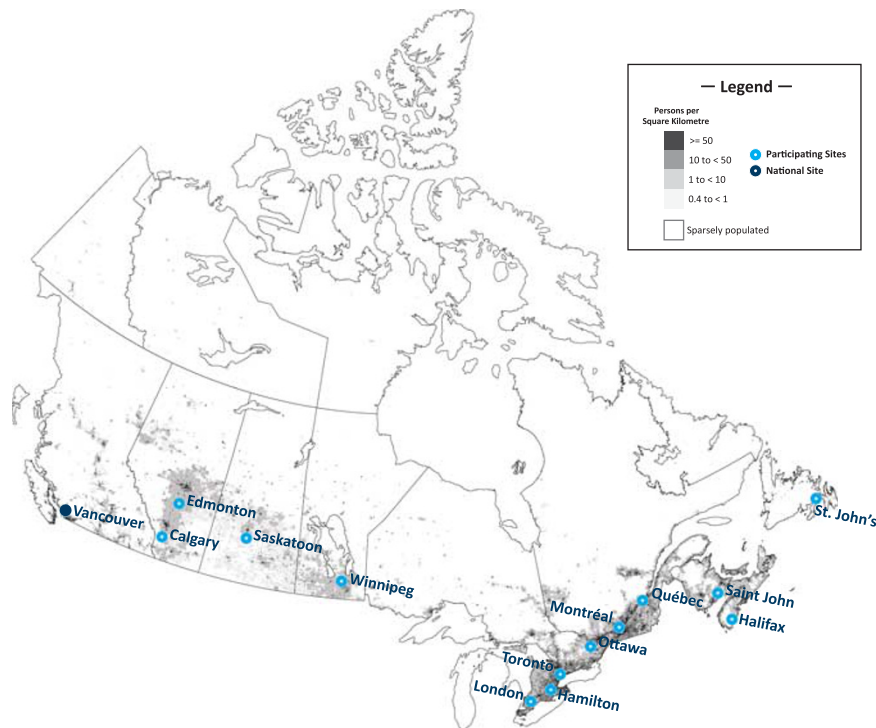 — Legend —
Persons per
Square Kilometre
>= 50
10 to < 50
1 to < 10
0.4 to < 1
Sparsely populated
Participating Sites
National Site
Vancouver
Edmonton
Calgary
Saskatoon
Winnipeg
St. John's
Québec
Saint John
Montréal
Halifax
Ottawa
Toronto
London
Hamilton